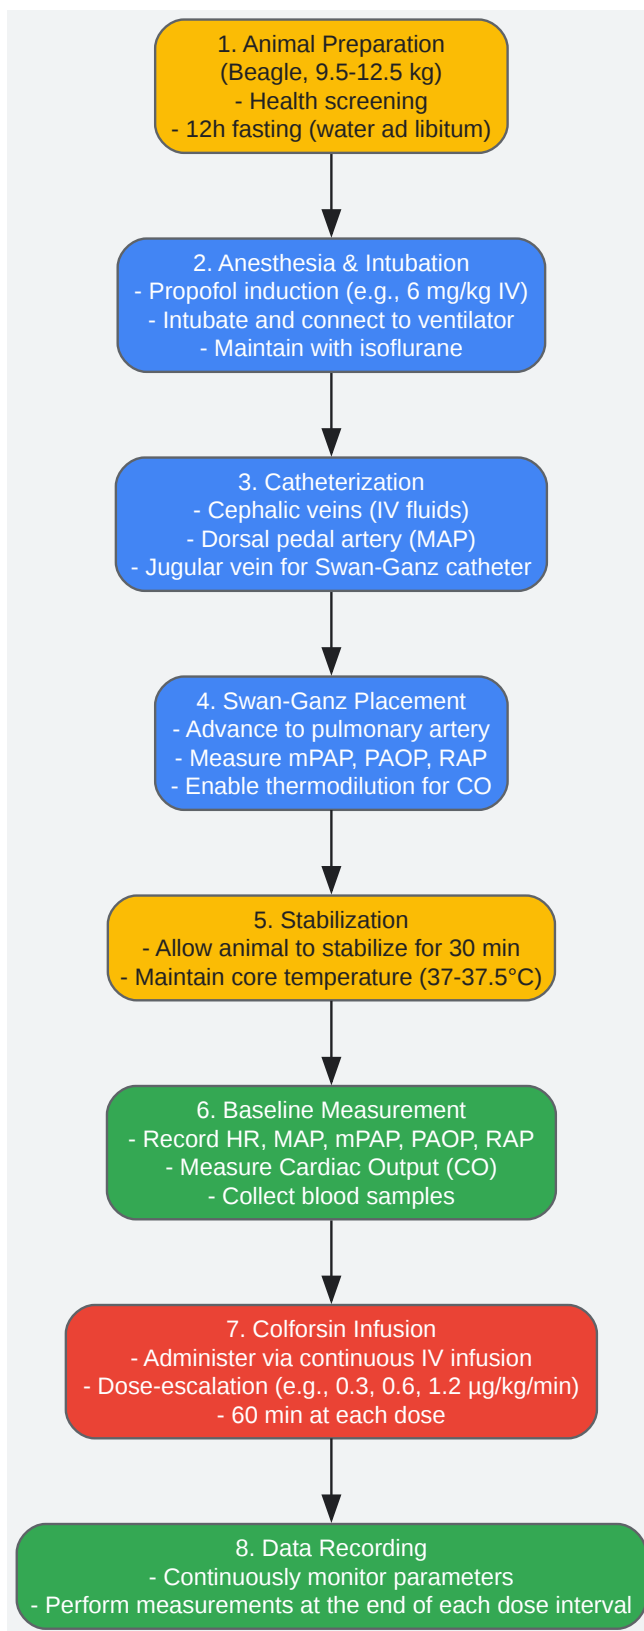 1. Animal Preparation
(Beagle, 9.5-12.5 kg)
- Health screening
- 12h fasting (water ad libitum)
2. Anesthesia & Intubation
- Propofol induction (e.g., 6 mg/kg IV)
- Intubate and connect to ventilator
- Maintain with isoflurane
3. Catheterization
- Cephalic veins (IV fluids)
- Dorsal pedal artery (MAP)
- Jugular vein for Swan-Ganz catheter
4. Swan-Ganz Placement
- Advance to pulmonary artery
- Measure mPAP, PAOP, RAP
- Enable thermodilution for CO
5. Stabilization
- Allow animal to stabilize for 30 min
- Maintain core temperature (37-37.5°C)
6. Baseline Measurement
- Record HR, MAP, mPAP, PAOP, RAP
- Measure Cardiac Output (CO)
- Collect blood samples
7. Colforsin Infusion
- Administer via continuous IV infusion
- Dose-escalation (e.g., 0.3, 0.6, 1.2 µg/kg/min)
- 60 min at each dose
8. Data Recording
- Continuously monitor parameters
- Perform measurements at the end of each dose interval